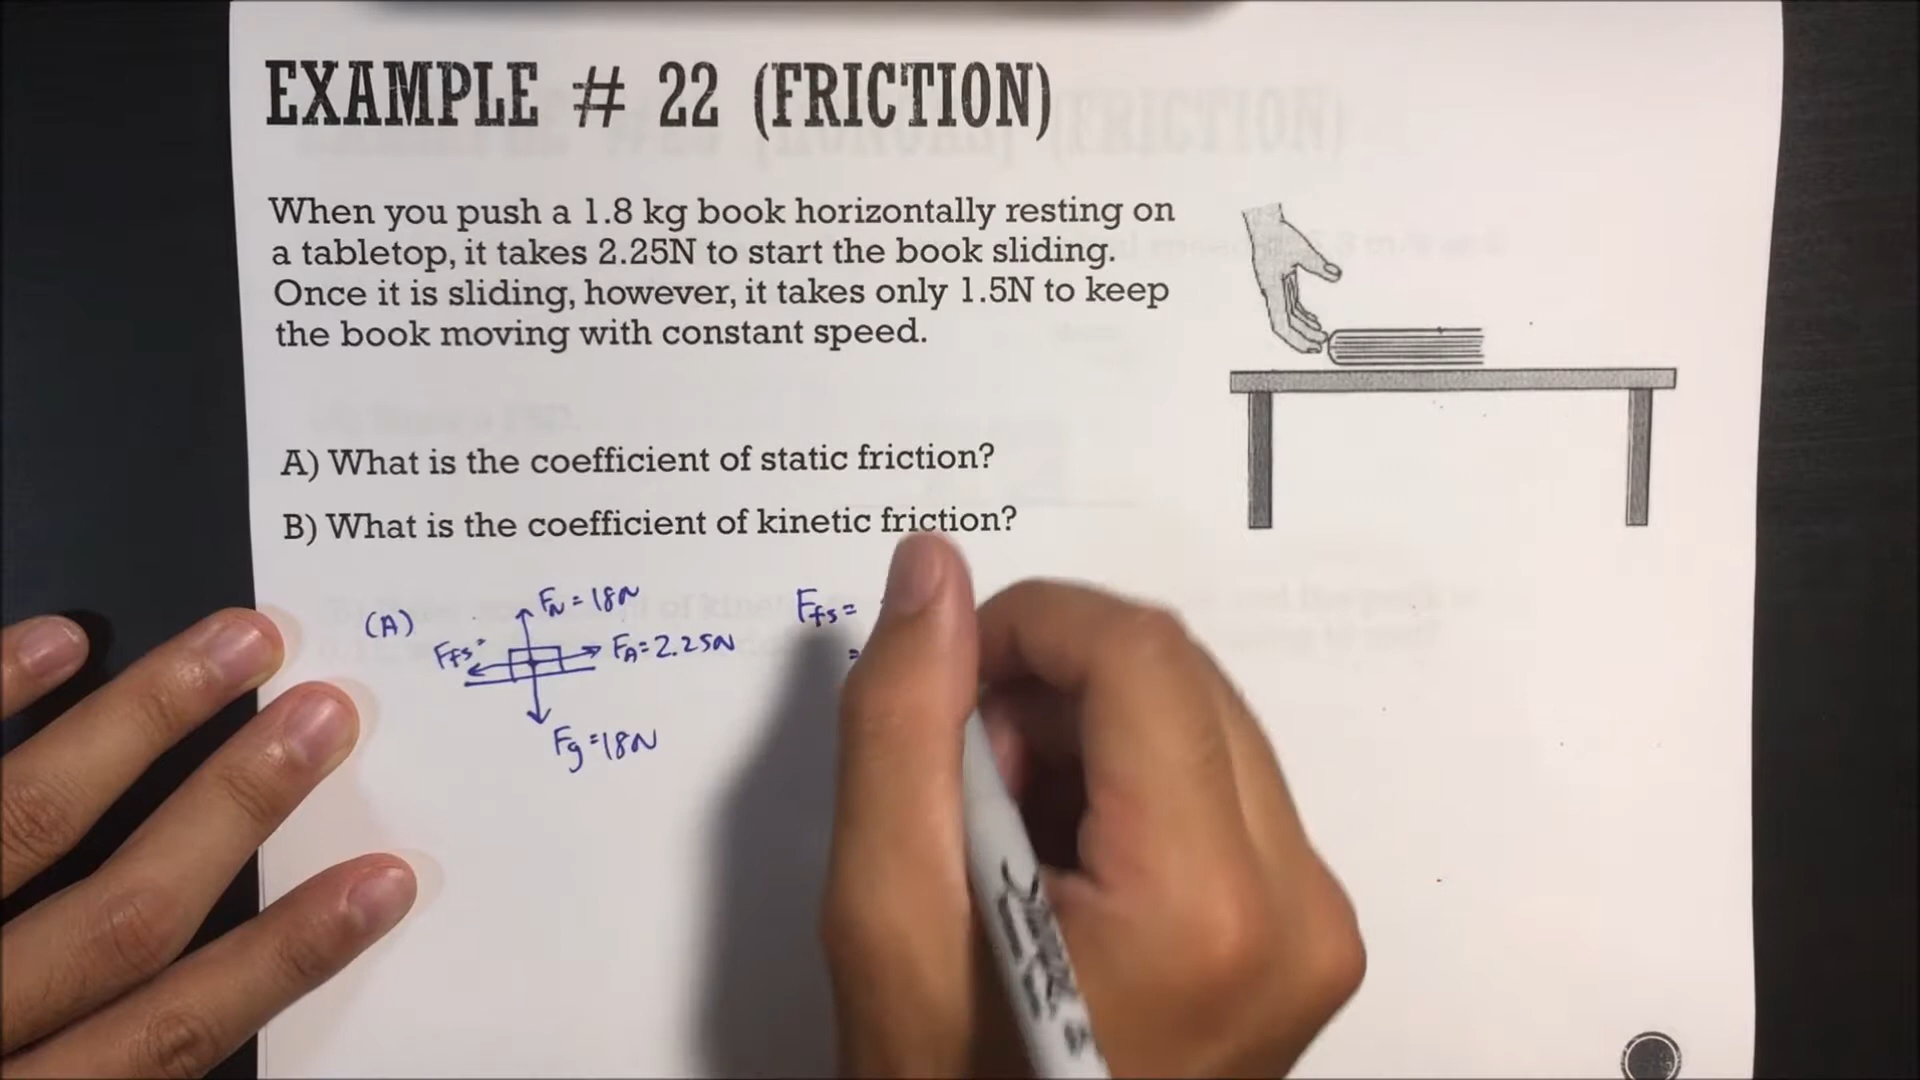 EXAMPLE # 22 (FRICTION)
When you push a 1.8 kg book horizontally resting on
a tabletop, it takes 2.25N to start the book sliding.
Once it is sliding, however, it takes only 1.5N to keep
the book moving with constant speed.
A) What is the coefficient of static friction?
B) What is the coefficient of kinetic friction?
(A)
FN = 18N
Ffs
FA = 2.25N
Fg = 18N
Ffs =
=